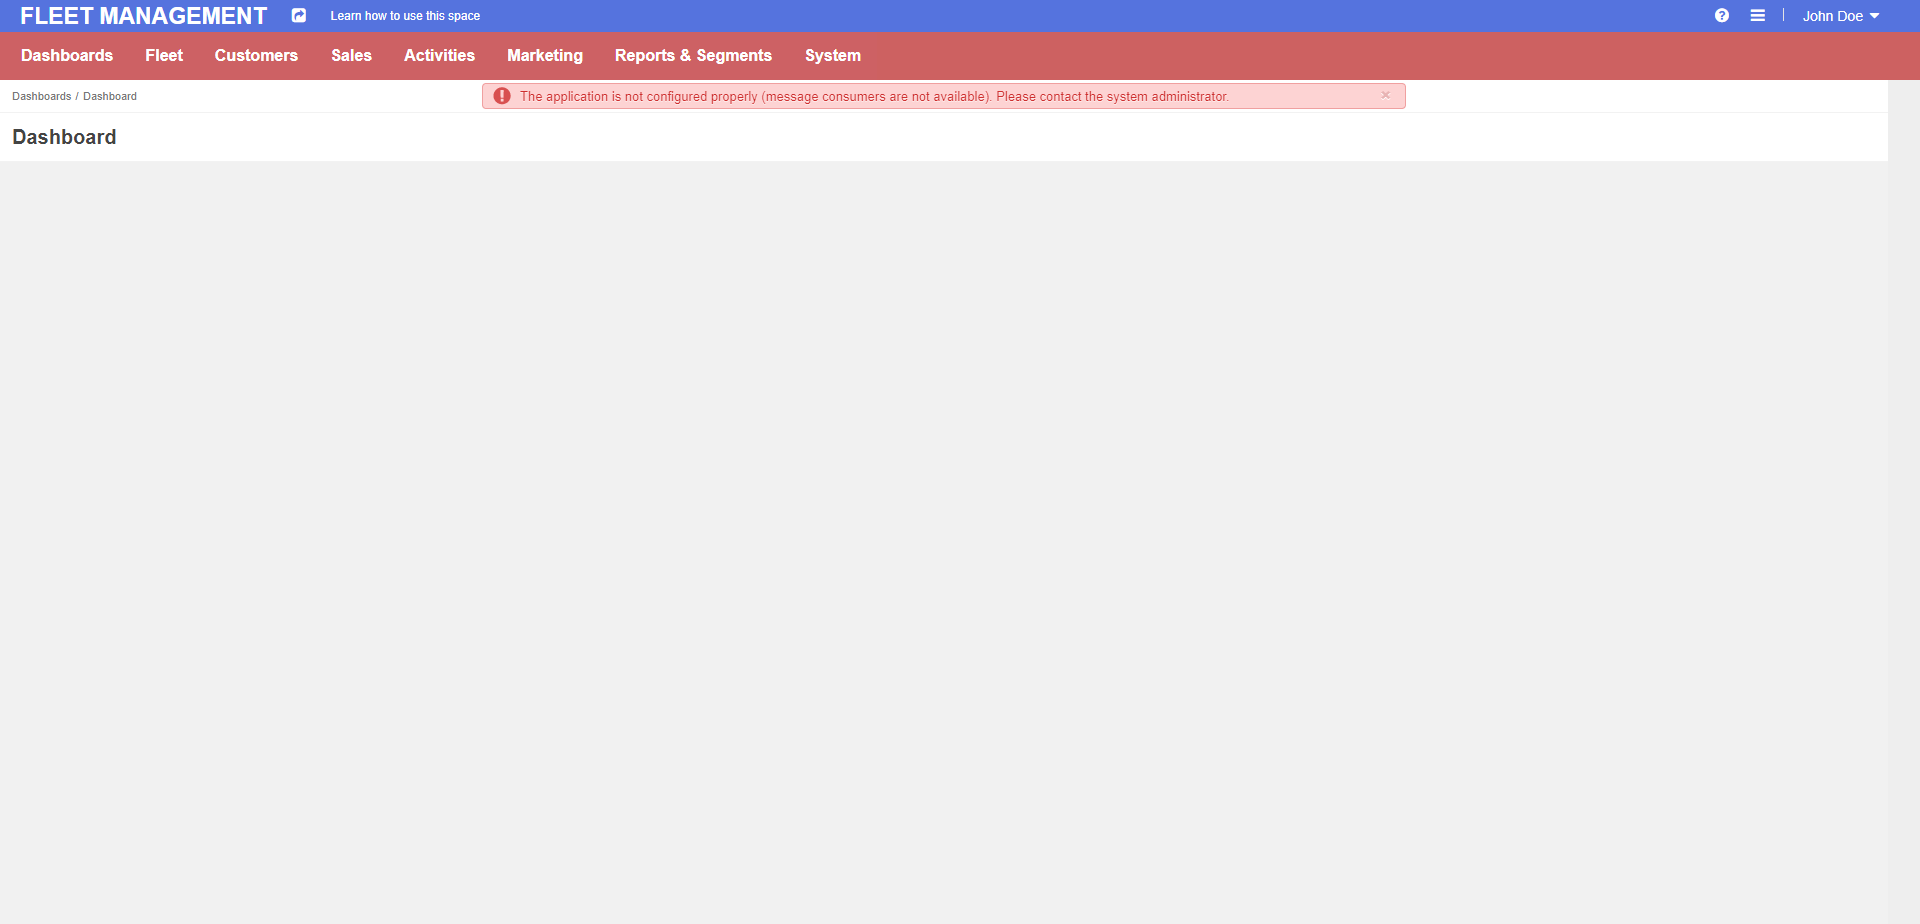 FLEET MANAGEMENT
Learn how to use this space
John Doe
Dashboards Fleet Customers Sales Activities Marketing Reports & Segments System
Dashboards / Dashboard
The application is not configured properly (message consumers are not available). Please contact the system administrator.
×
Dashboard